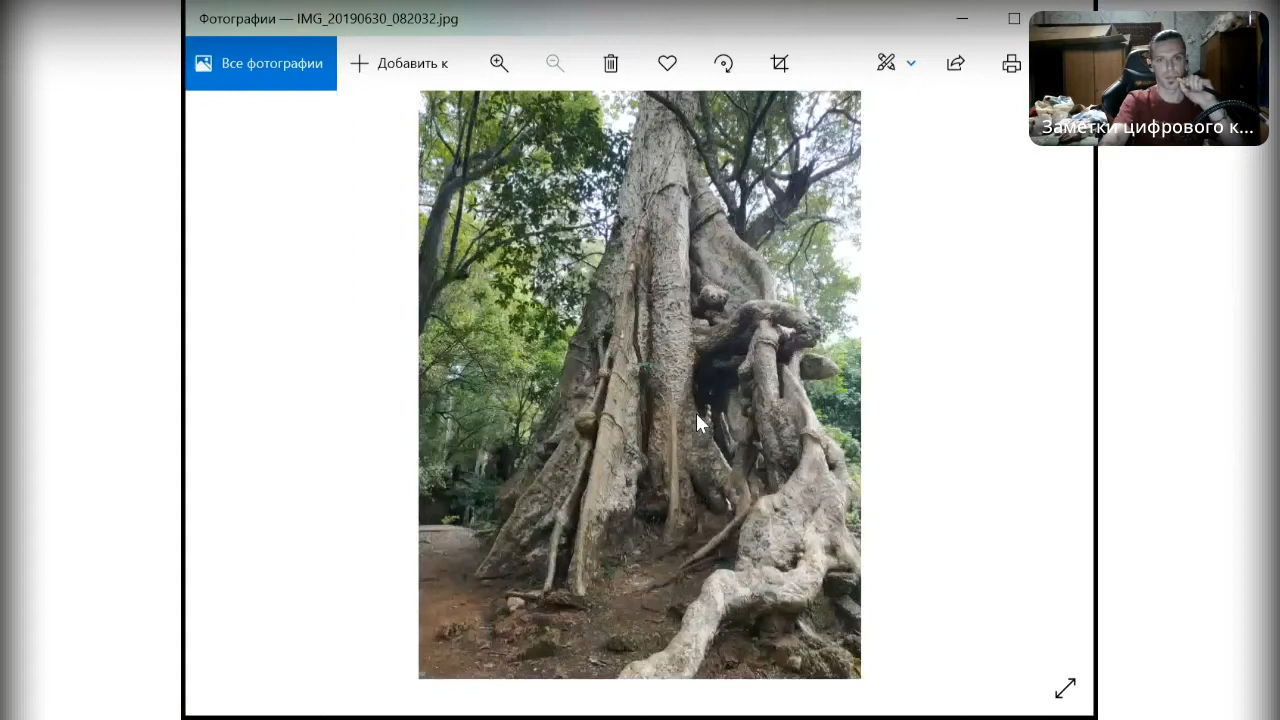 Фотографии — IMG_20190630_082032.jpg
Все фотографии
Добавить к
Заметки цифрового к...